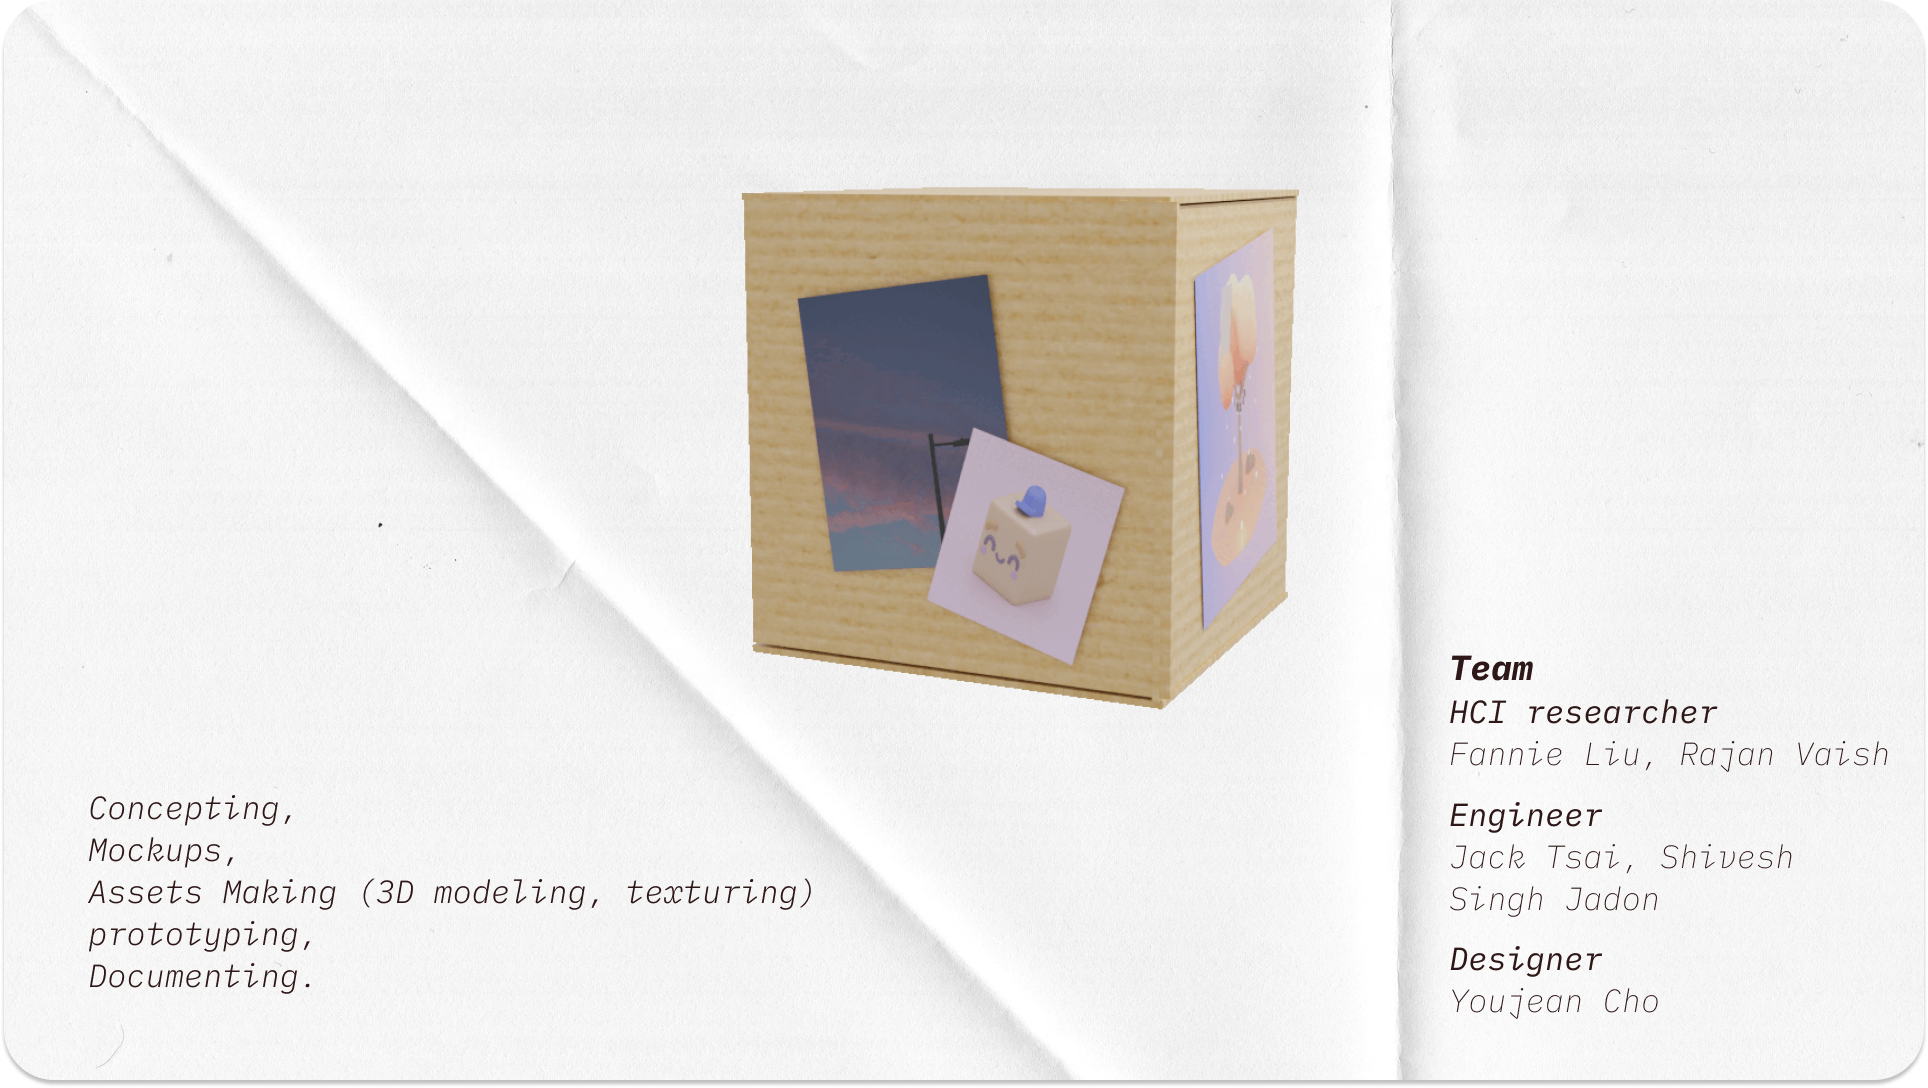 Concepting,
Mockups,
Assets Making (3D modeling, texturing)
prototyping,
Documenting.
Team
HCI researcher
Fannie Liu, Rajan Vaish
Engineer
Jack Tsai, Shivesh
Singh Jadon
Designer
Youjean Cho